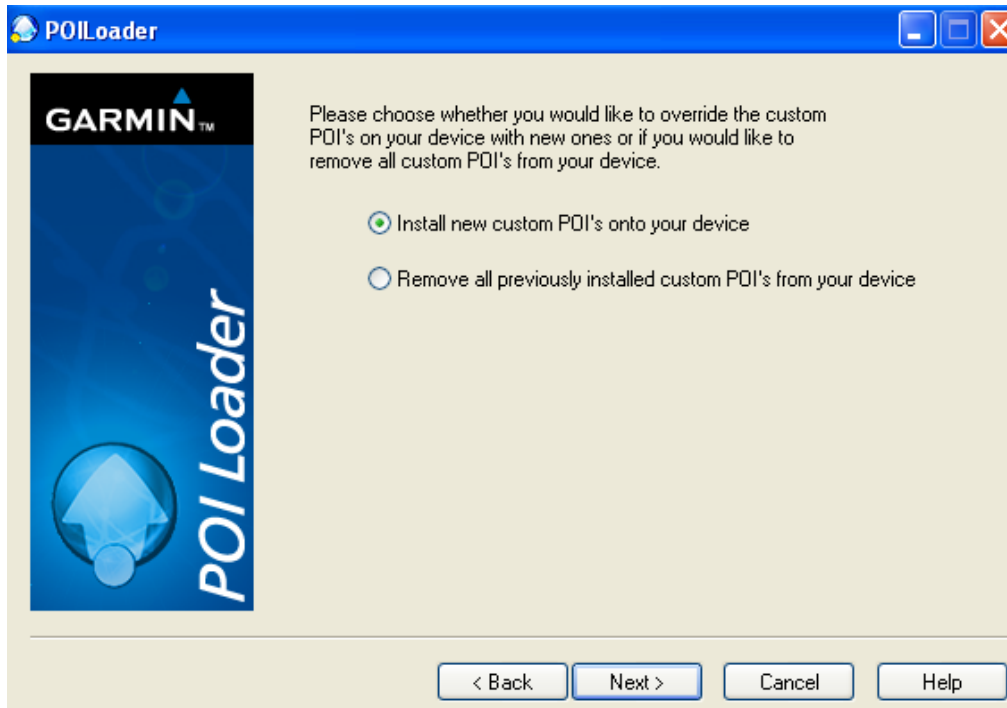 POILoader
GARMIN™
POI Loader
Please choose whether you would like to override the custom
POI's on your device with new ones or if you would like to
remove all custom POI's from your device.
Install new custom POI's onto your device
Remove all previously installed custom POI's from your device
< Back
Next >
Cancel
Help